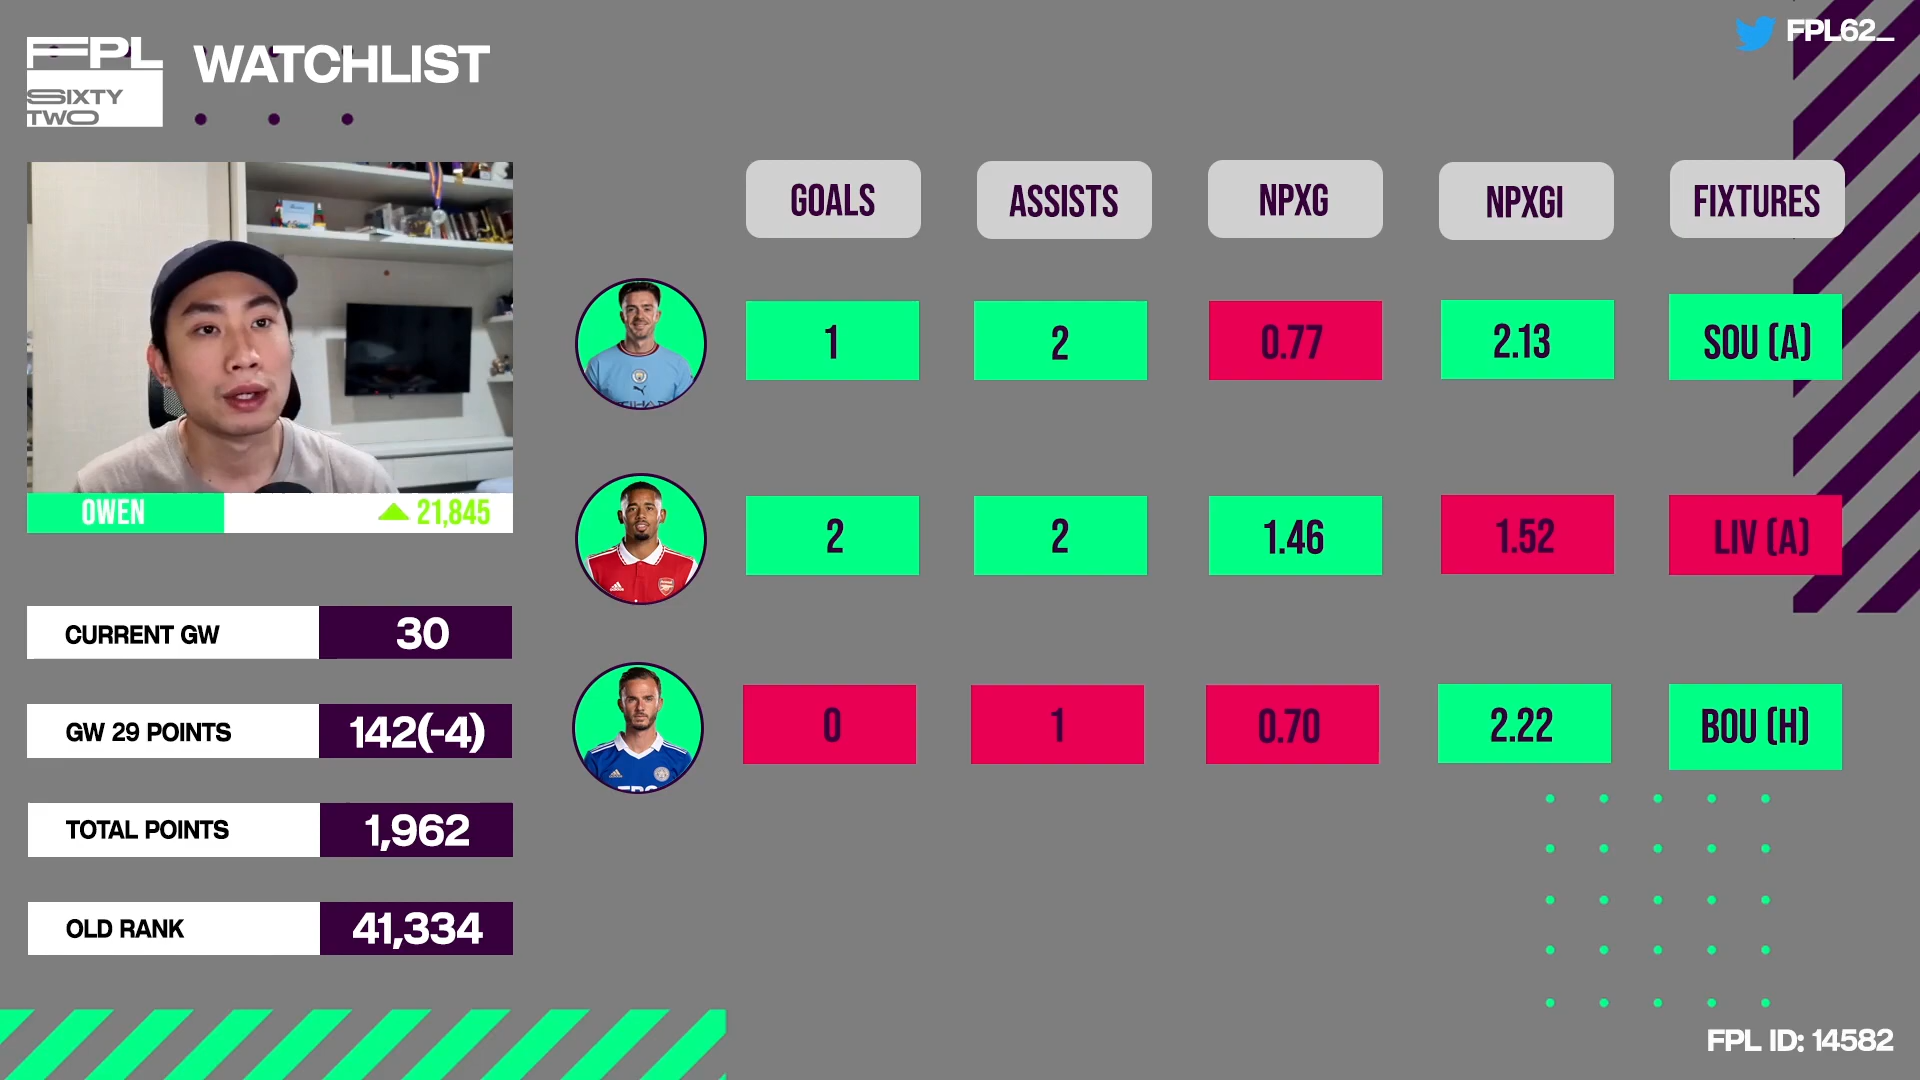 FPL
SIXTY
TWO
WATCHLIST
FPL62_
GOALS
ASSISTS
NPXG
NPXGI
FIXTURES
1
2
0.77
2.13
SOU (A)
2
2
1.46
1.52
LIV (A)
0
1
0.70
2.22
BOU (H)
OWEN
21,845
CURRENT GW
30
GW 29 POINTS
142(-4)
TOTAL POINTS
1,962
OLD RANK
41,334
FPL ID: 14582